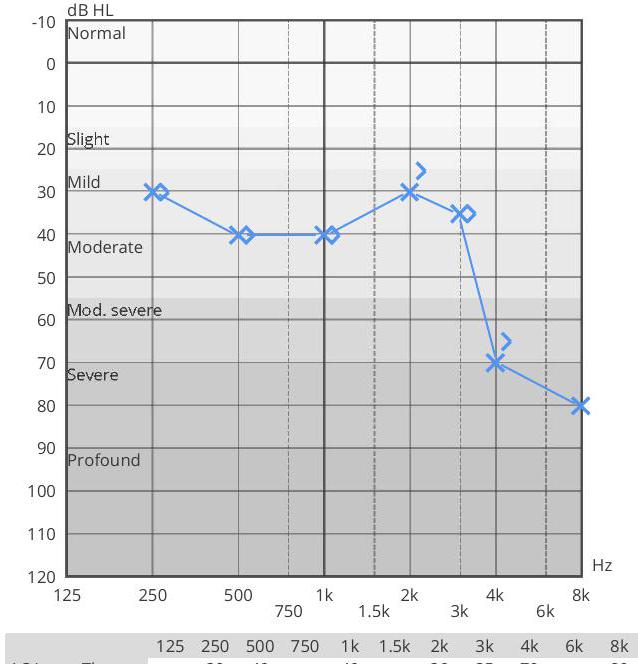 dB HL
-10
Normal
0
10
Slight
20
Mild
30
40
Moderate
50
Mod. severe
60
70
Severe
80
90
Profound
100
110
120
Hz
125 250 500 1k 2k 4k 8k
750 1.5k 3k 6k
125 250 500 750 1k 1.5k 2k 3k 4k 6k 8k